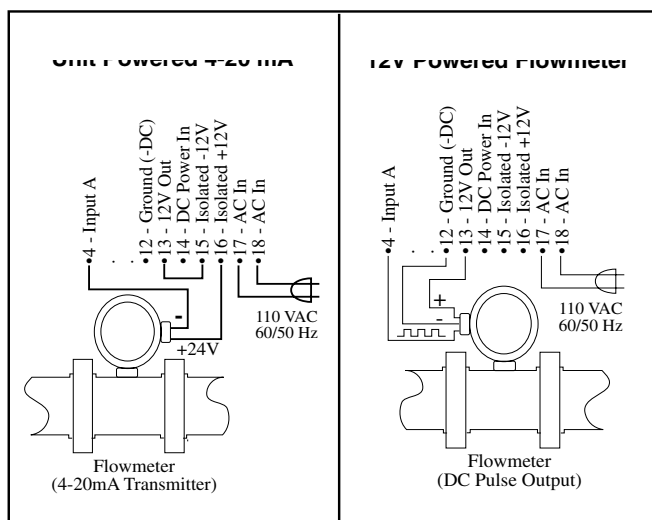 Unit Powered 4-20 mA
4 - Input A
. .
12 - Ground (-DC)
13 - 12V Out
14 - DC Power In
15 - Isolated -12V
16 - Isolated +12V
17 - AC In
18 - AC In
-
+24V
110 VAC
60/50 Hz
Flowmeter
(4-20mA Transmitter)
12V Powered Flowmeter
4 - Input A
. .
12 - Ground (-DC)
13 - 12V Out
14 - DC Power In
15 - Isolated -12V
16 - Isolated +12V
17 - AC In
18 - AC In
+
-
110 VAC
60/50 Hz
Flowmeter
(DC Pulse Output)